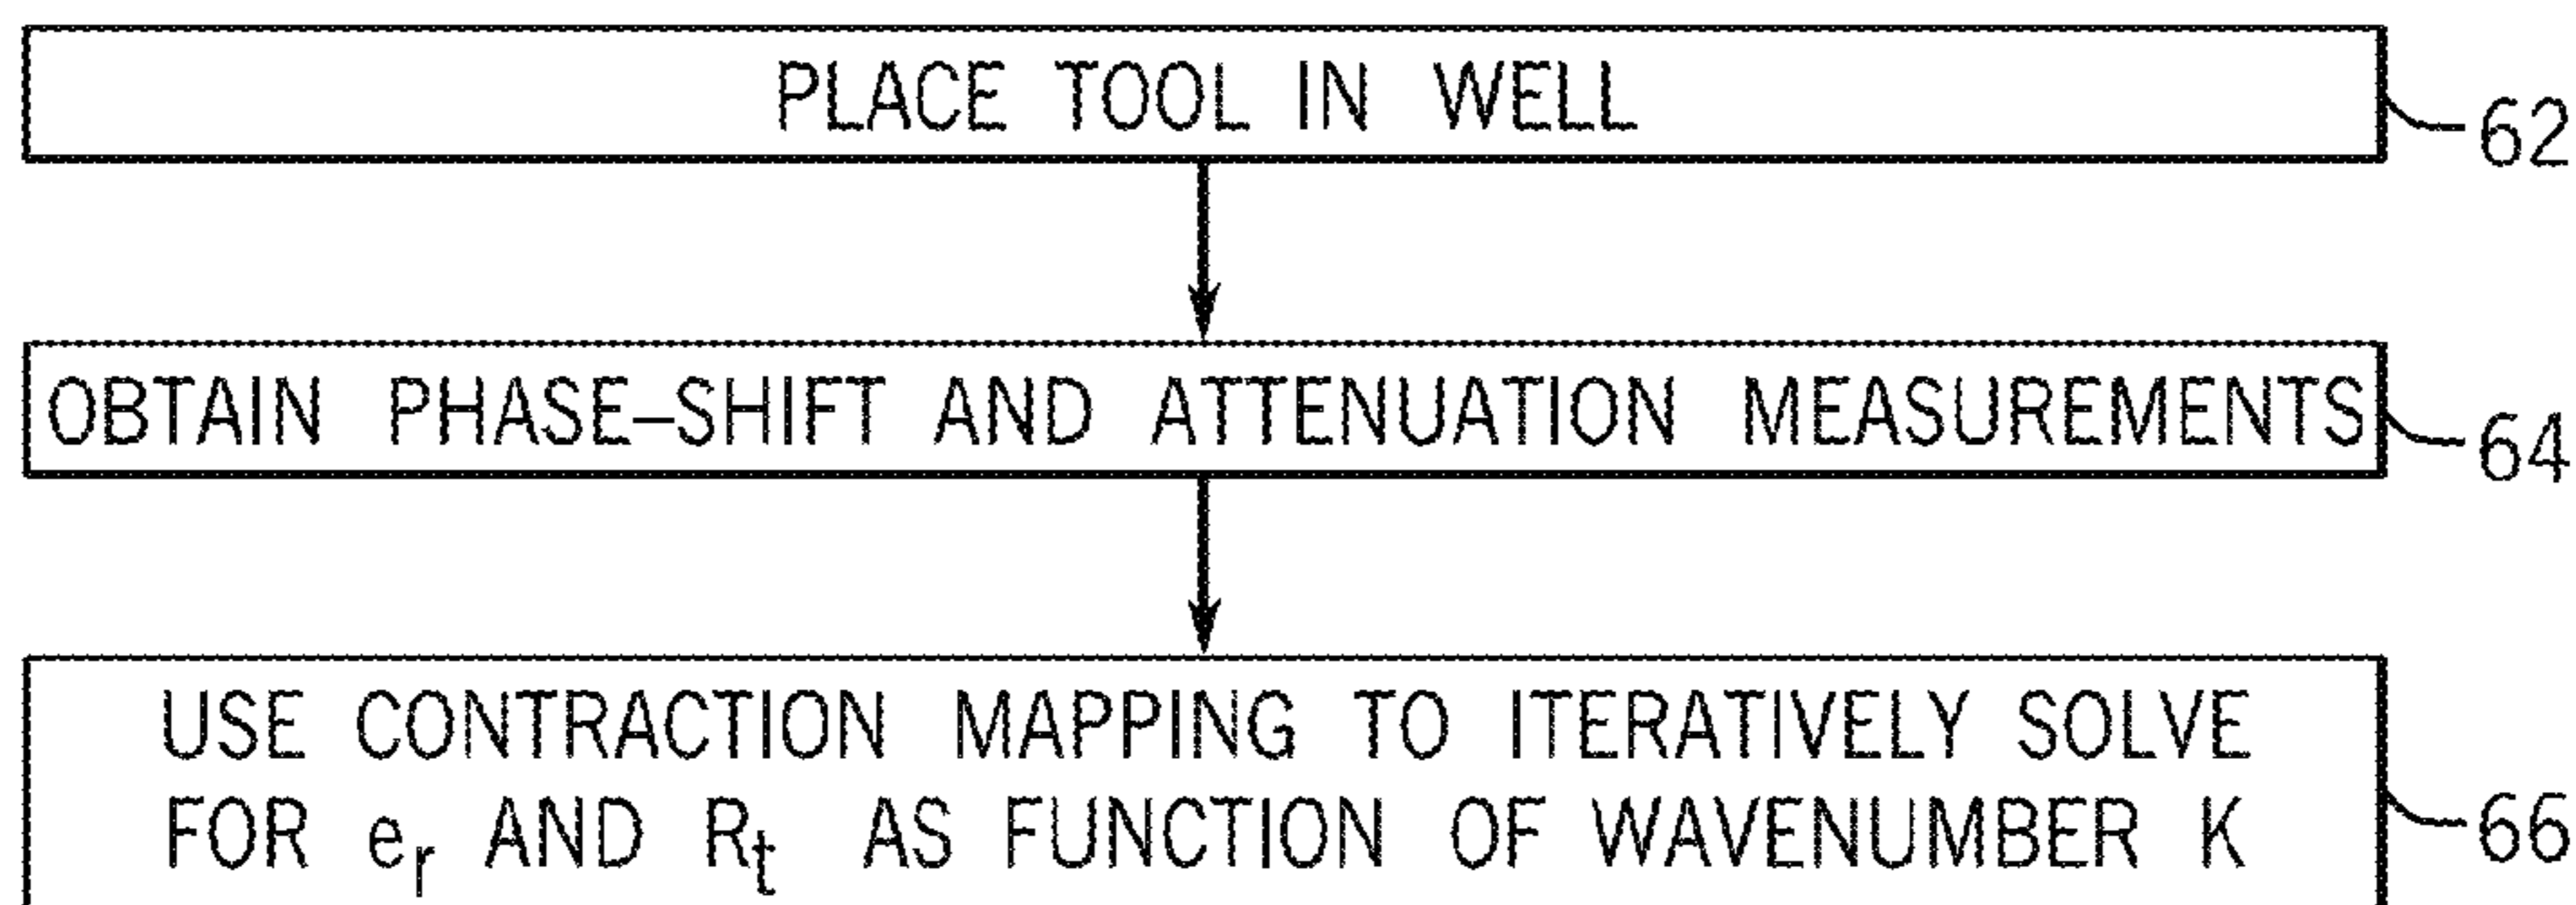 PLACE TOOL IN WELL
62
OBTAIN PHASE–SHIFT AND ATTENUATION MEASUREMENTS
64
USE CONTRACTION MAPPING TO ITERATIVELY SOLVE
FOR eᵣ AND Rₜ AS FUNCTION OF WAVENUMBER K
66